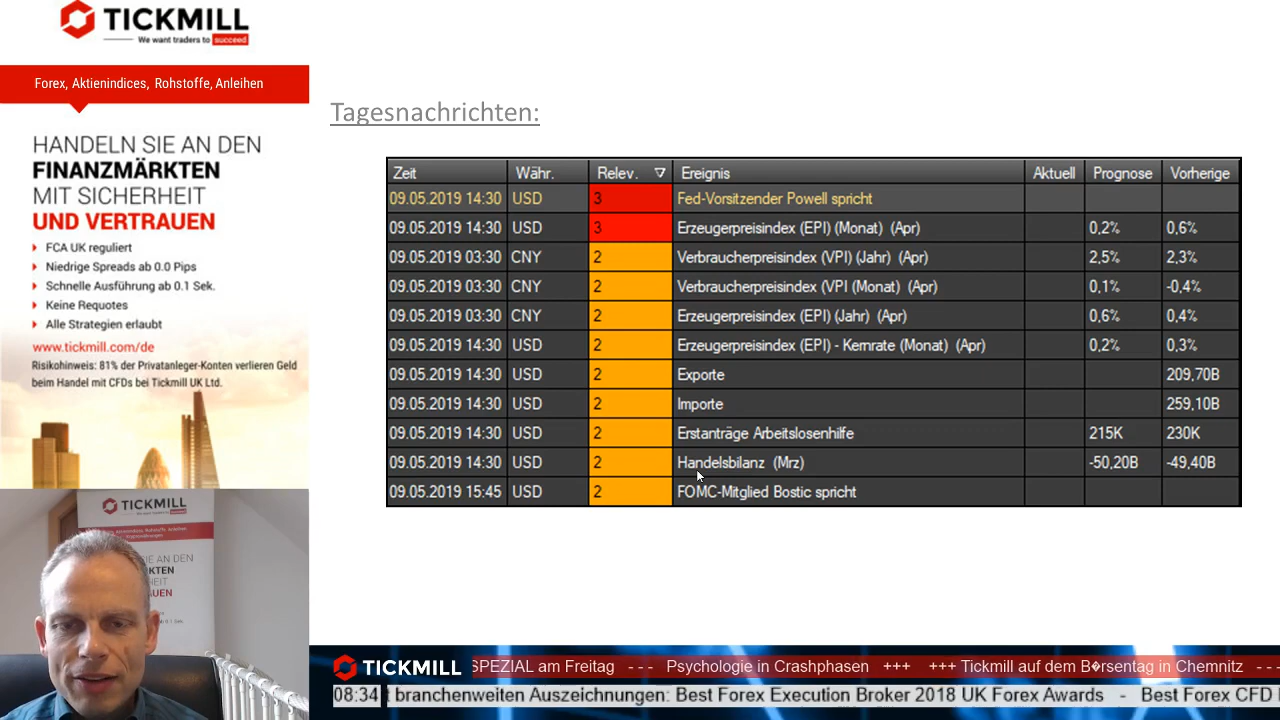 TICKMILL
We want traders to succeed
Forex, Aktienindices, Rohstoffe, Anleihen
HANDELN SIE AN DEN
FINANZMÄRKTEN
MIT SICHERHEIT
UND VERTRAUEN
FCA UK reguliert
Niedrige Spreads ab 0.0 Pips
Schnelle Ausführung ab 0.1 Sek.
Keine Requotes
Alle Strategien erlaubt
www.tickmill.com/de
Risikohinweis: 81% der Privatanleger-Konten verlieren Geld
beim Handel mit CFDs bei Tickmill UK Ltd.
Tagesnachrichten:
Zeit Währ. Relev. Ereignis Aktuell Prognose Vorherige
09.05.2019 14:30 USD 3 Fed-Vorsitzender Powell spricht
09.05.2019 14:30 USD 3 Erzeugerpreisindex (EPI) (Monat) (Apr) 0,2% 0,6%
09.05.2019 03:30 CNY 2 Verbraucherpreisindex (VPI) (Jahr) (Apr) 2,5% 2,3%
09.05.2019 03:30 CNY 2 Verbraucherpreisindex (VPI (Monat) (Apr) 0,1% -0,4%
09.05.2019 03:30 CNY 2 Erzeugerpreisindex (EPI) (Jahr) (Apr) 0,6% 0,4%
09.05.2019 14:30 USD 2 Erzeugerpreisindex (EPI) - Kernrate (Monat) (Apr) 0,2% 0,3%
09.05.2019 14:30 USD 2 Exporte 209,70B
09.05.2019 14:30 USD 2 Importe 259,10B
09.05.2019 14:30 USD 2 Erstanträge Arbeitslosenhilfe 215K 230K
09.05.2019 14:30 USD 2 Handelsbilanz (Mrz) -50,20B -49,40B
09.05.2019 15:45 USD 2 FOMC-Mitglied Bostic spricht
TICKMILL
IE AN DEN
KTEN
HEIT
AUEN
TICKMILL SPEZIAL am Freitag - - - Psychologie in Crashphasen +++ +++ Tickmill auf dem B�rsentag in Chemnitz - - -
08:34 branchenweiten Auszeichnungen: Best Forex Execution Broker 2018 UK Forex Awards - Best Forex CFD